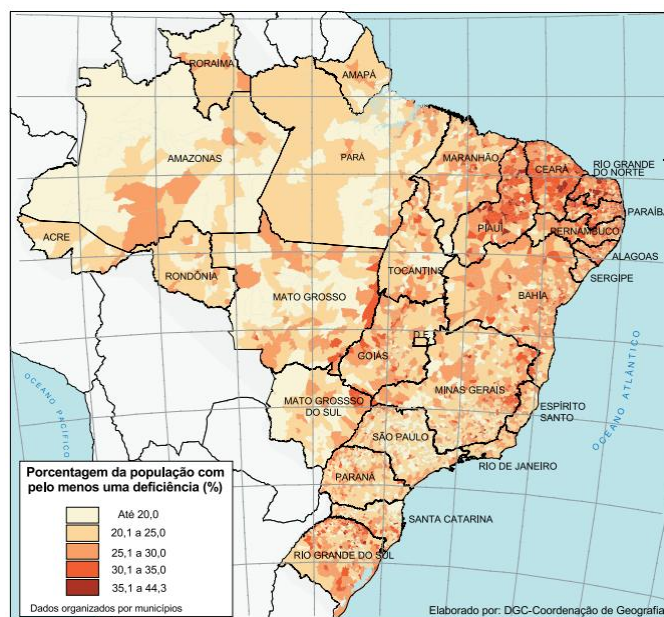 RORAÍMA
AMAPÁ
AMAZONAS
PARÁ
MARANHÃO
CEARÁ
RIO GRANDE
DO NORTE
PARAÍBA
PIAUÍ
PERNAMBUCO
ACRE
ALAGOAS
RONDÔNIA
TOCANTINS
SERGIPE
MATO GROSSO
BAHIA
D.F.
GOIÁS
MATO GROSSSO
DO SUL
MINAS GERAIS
ESPÍRITO
SANTO
SÃO PAULO
RIO DE JANEIRO
PARANÁ
SANTA CATARINA
RIO GRANDE DO SUL
OCEANO PACÍFICO
OCEANO ATLÂNTICO
Porcentagem da população com
pelo menos uma deficiência (%)
Até 20,0
20,1 a 25,0
25,1 a 30,0
30,1 a 35,0
35,1 a 44,3
Dados organizados por municípios
Elaborado por: DGC-Coordenação de Geografia